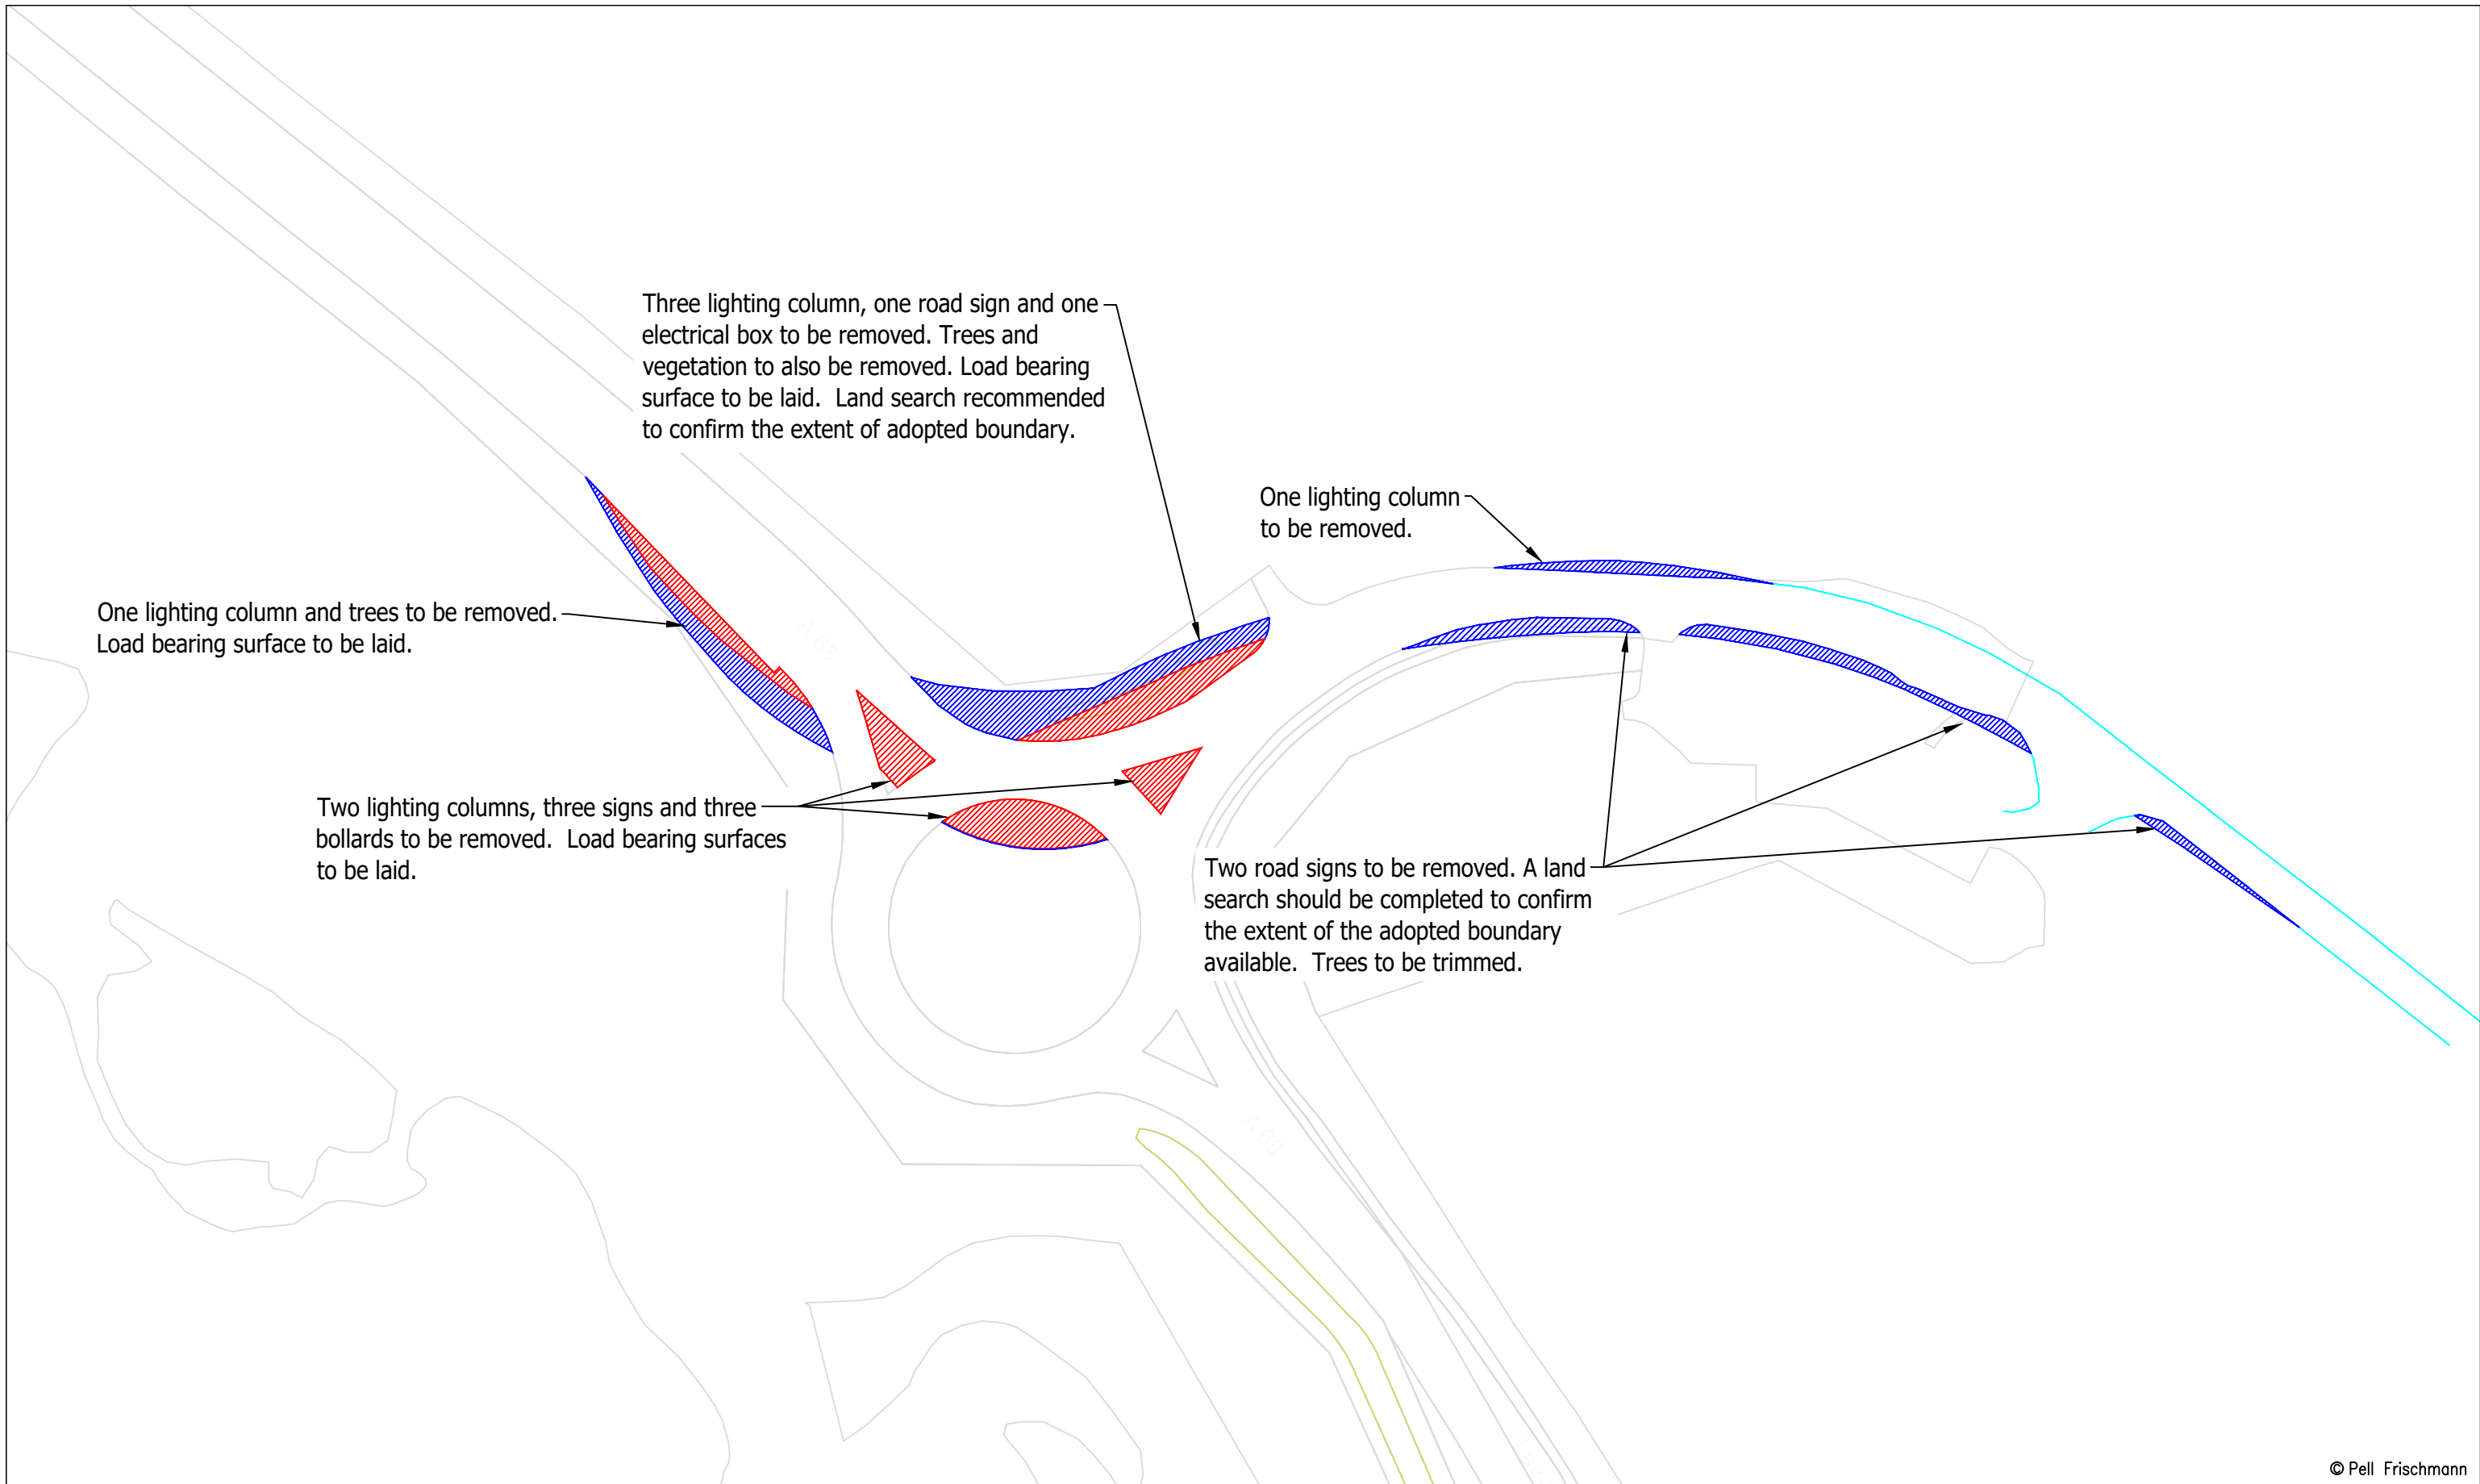 Three lighting column, one road sign and one
electrical box to be removed. Trees and
vegetation to also be removed. Load bearing
surface to be laid.  Land search recommended
to confirm the extent of adopted boundary.
One lighting column
to be removed.
One lighting column and trees to be removed.
Load bearing surface to be laid.
A 68
Two lighting columns, three signs and three
bollards to be removed.  Load bearing surfaces
to be laid.
Two road signs to be removed. A land
search should be completed to confirm
the extent of the adopted boundary
available.  Trees to be trimmed.
A 68
© Pell Frischmann